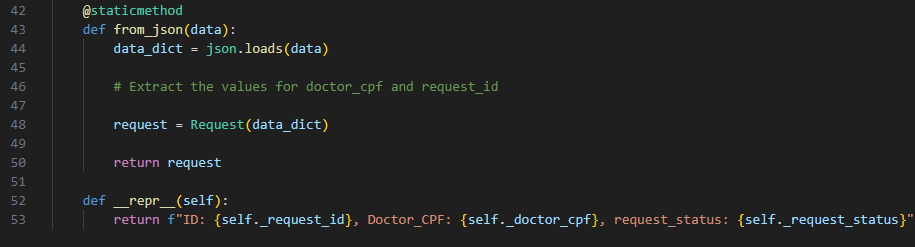 42 @staticmethod
43 def from_json(data):
44 data_dict = json.loads(data)
45
46 # Extract the values for doctor_cpf and request_id
47
48 request = Request(data_dict)
49
50 return request
51
52 def __repr__(self):
53 return f"ID: {self._request_id}, Doctor_CPF: {self._doctor_cpf}, request_status: {self._request_status}"